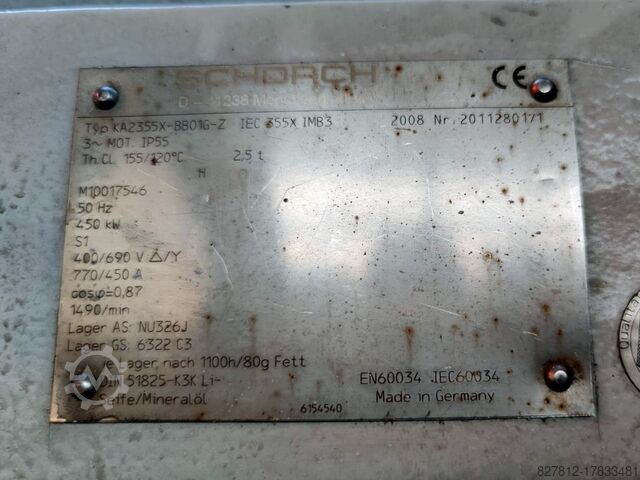 SCHORCH
CE
Typ KA2355X-BB01G-Z IEC 355X IMB3 2008 Nr. 20112801/1
3~ MOT. IP55
Th.CL. 155/120°C 2,5 t
H
M10017546
50 Hz
450 kW
S1
400/690 V △/Y
770/450 A
cosφ=0,87
1490/min
Lager AS: NU326J
Lager GS: 6322 C3
lager, nach 1100h/80g Fett
DIN 51825-K3K Li-
Seife/Mineralöl
EN60034 IEC60034
6154540
Made in Germany
827812-17833481